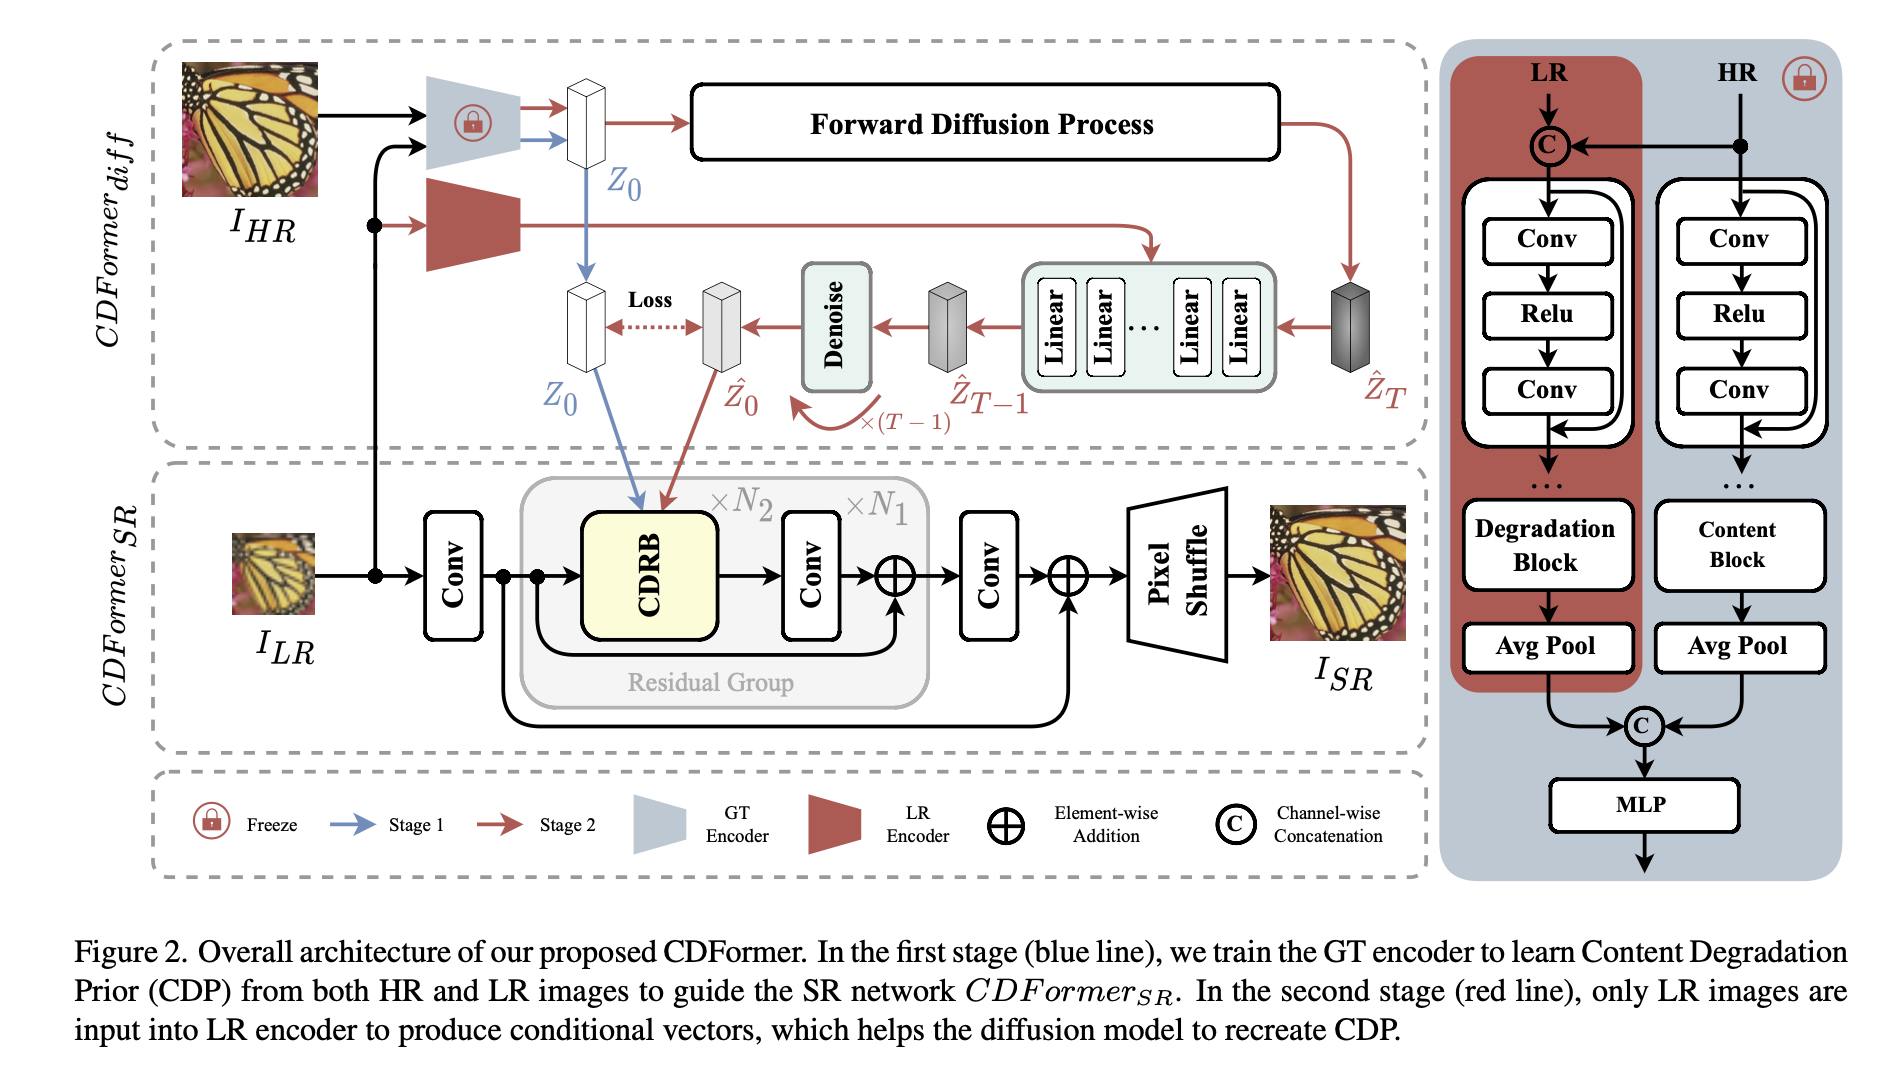 CDFormer_{diff}
I_{HR}
Z_0
Forward Diffusion Process
Loss
Z_0
\hat{Z}_0
Denoise
×(T − 1)
\hat{Z}_{T−1}
Linear
Linear
...
Linear
Linear
\hat{Z}_T
CDFormer_{SR}
I_{LR}
Conv
CDRB
×N_2
Conv
×N_1
Residual Group
Conv
Pixel
Shuffle
I_{SR}
Freeze
Stage 1
Stage 2
GT
Encoder
LR
Encoder
Element-wise
Addition
C
Channel-wise
Concatenation
LR
HR
C
Conv
Relu
Conv
...
Degradation
Block
Avg Pool
Conv
Relu
Conv
...
Content
Block
Avg Pool
C
MLP
Figure 2. Overall architecture of our proposed CDFormer. In the first stage (blue line), we train the GT encoder to learn Content Degradation
Prior (CDP) from both HR and LR images to guide the SR network CDFormer_{SR}. In the second stage (red line), only LR images are
input into LR encoder to produce conditional vectors, which helps the diffusion model to recreate CDP.